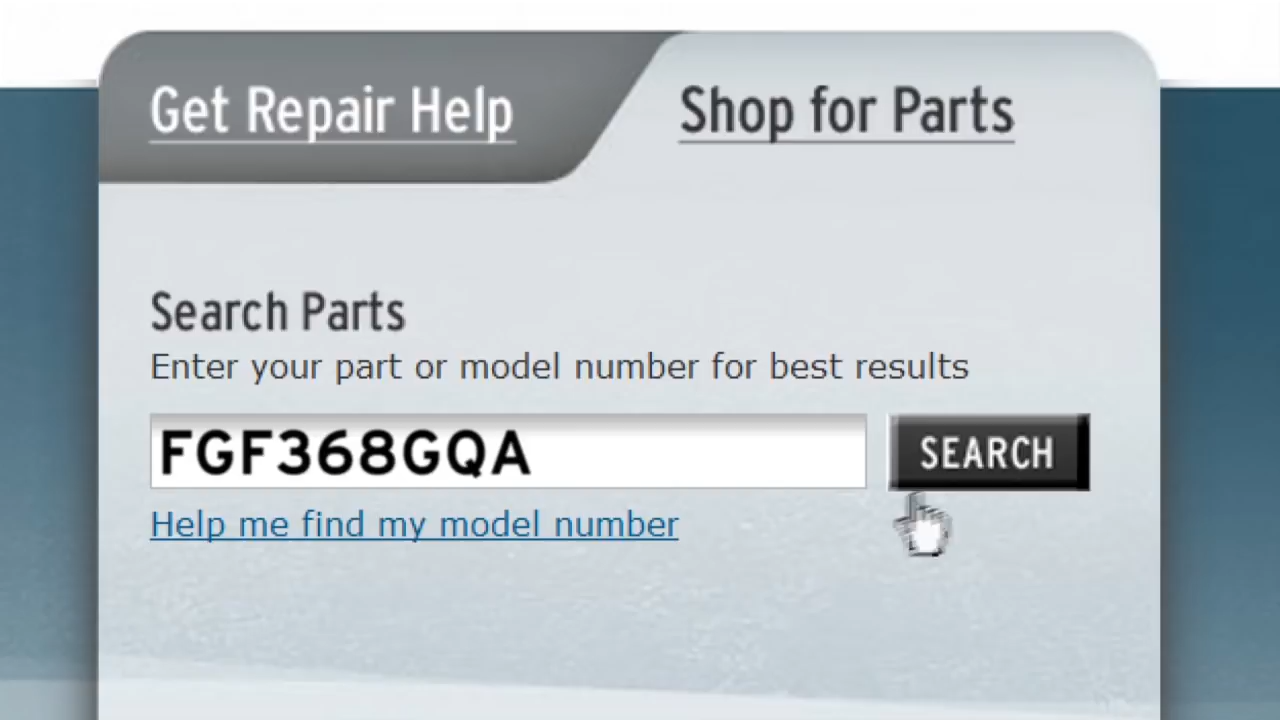 Get Repair Help
Shop for Parts
Search Parts
Enter your part or model number for best results
FGF368GQA
SEARCH
Help me find my model number